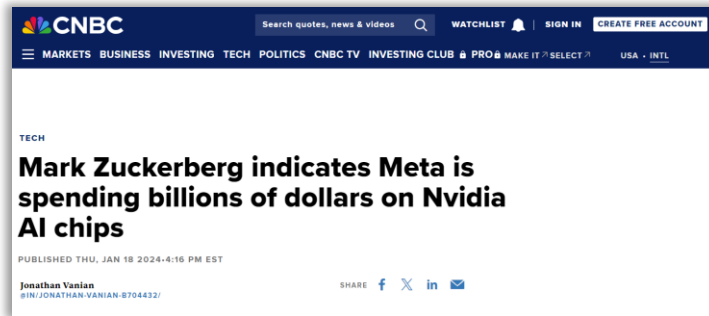 CNBC
Search quotes, news & videos
WATCHLIST
SIGN IN
CREATE FREE ACCOUNT
MARKETS BUSINESS INVESTING TECH POLITICS CNBC TV INVESTING CLUB PRO MAKE IT SELECT USA • INTL
TECH
Mark Zuckerberg indicates Meta is
spending billions of dollars on Nvidia
AI chips
PUBLISHED THU, JAN 18 2024•4:16 PM EST
Jonathan Vanian
@IN/JONATHAN-VANIAN-B704432/
SHARE